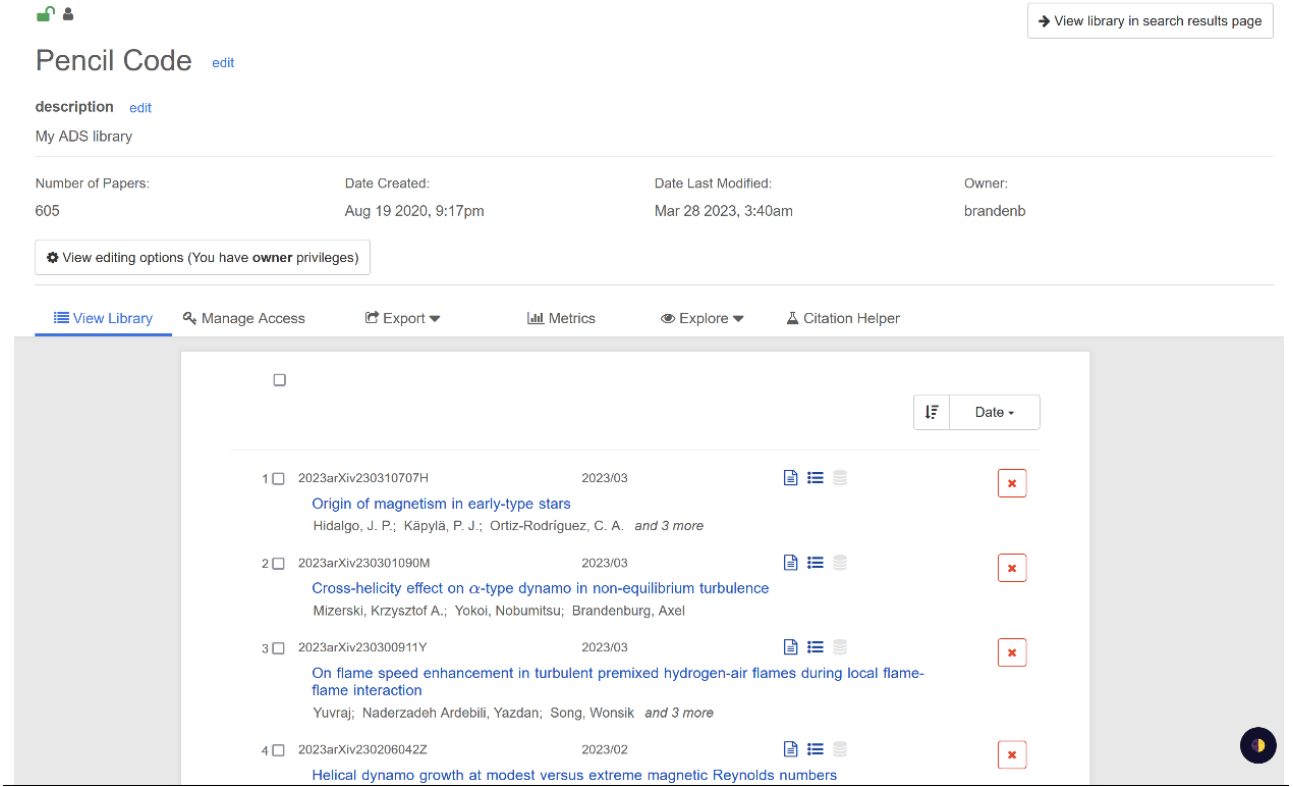 View library in search results page
Pencil Code edit
description edit
My ADS library
Number of Papers: Date Created: Date Last Modified: Owner:
605 Aug 19 2020, 9:17pm Mar 28 2023, 3:40am brandenb
View editing options (You have owner privileges)
View Library Manage Access Export Metrics Explore Citation Helper
Date
1 2023arXiv230310707H 2023/03
Origin of magnetism in early-type stars
Hidalgo, J. P.; Käpylä, P. J.; Ortiz-Rodríguez, C. A. and 3 more
2 2023arXiv230301090M 2023/03
Cross-helicity effect on α-type dynamo in non-equilibrium turbulence
Mizerski, Krzysztof A.; Yokoi, Nobumitsu; Brandenburg, Axel
3 2023arXiv230300911Y 2023/03
On flame speed enhancement in turbulent premixed hydrogen-air flames during local flame-
flame interaction
Yuvraj; Naderzadeh Ardebili, Yazdan; Song, Wonsik and 3 more
4 2023arXiv230206042Z 2023/02
Helical dynamo growth at modest versus extreme magnetic Reynolds numbers